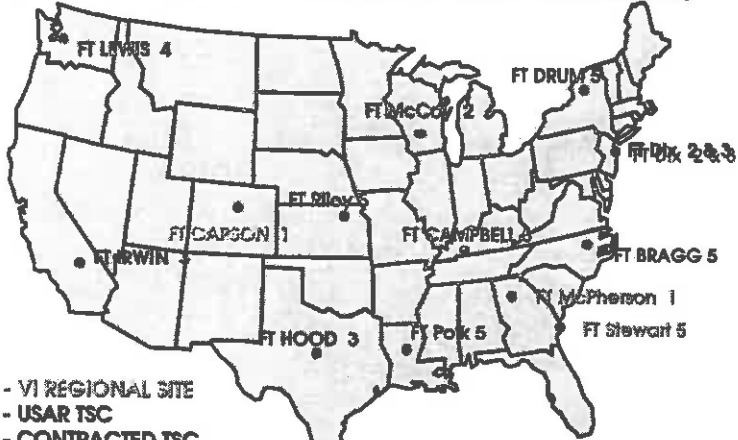 FT LEWIS 4
FT DRUM 5
FT McCoy 2
FT Dix 2 & 3
FT Riley 5
FT CARSON 1
FT CAMPBELL
FT IRWIN
FT BRAGG 5
FT McPherson 1
FT HOOD 3
FT Polk 5
FT Stewart 5
- VI REGIONAL SITE
- USAR TSC
- CONTRACTED TSC